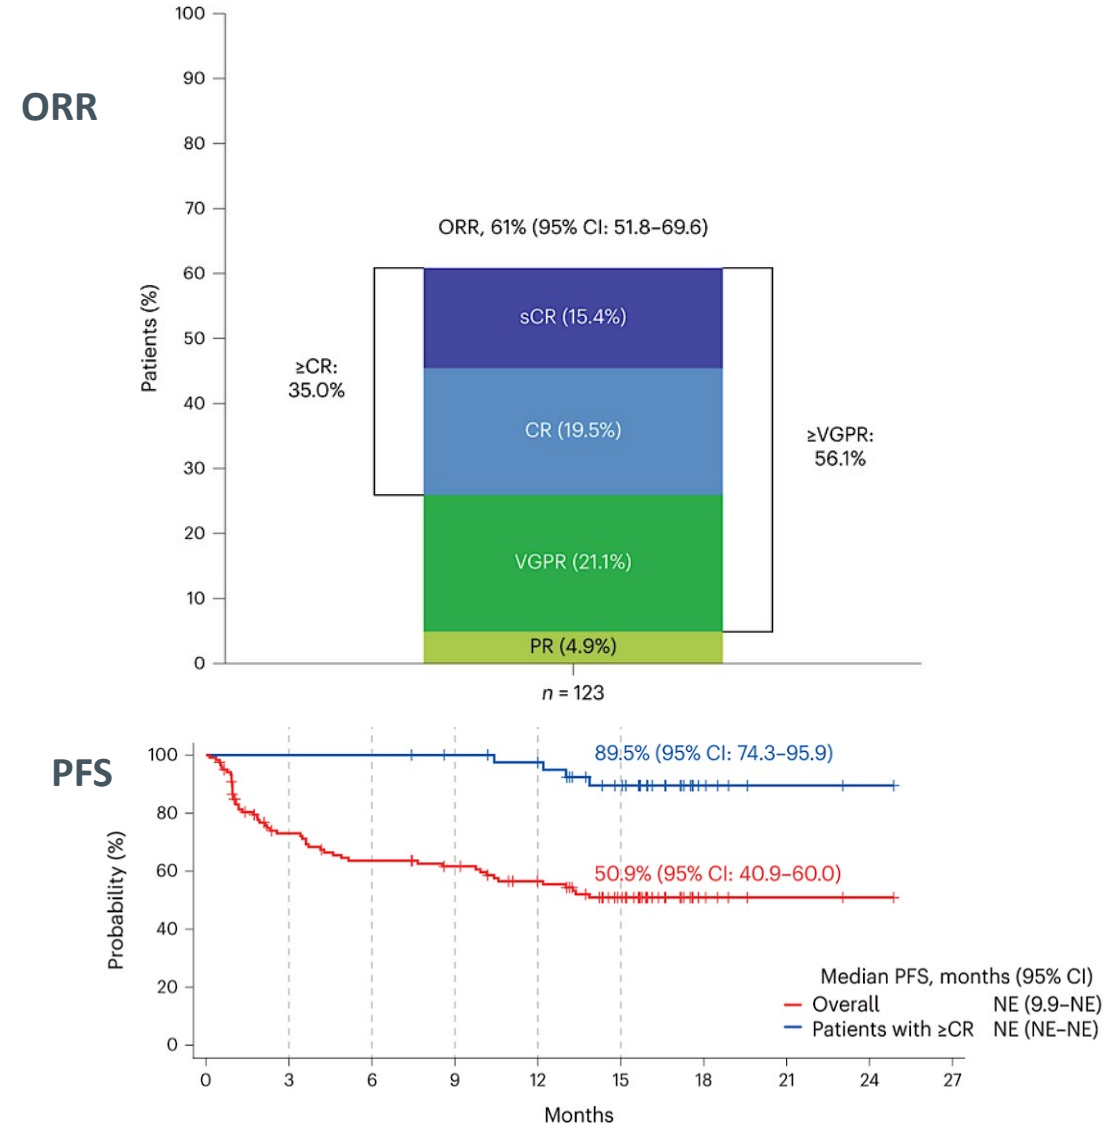 ORR
Patients (%)
100
90
80
70
60
50
40
30
20
10
0
ORR, 61% (95% CI: 51.8–69.6)
sCR (15.4%)
CR (19.5%)
VGPR (21.1%)
PR (4.9%)
≥CR:
35.0%
≥VGPR:
56.1%
n = 123
PFS
Probability (%)
100
80
60
40
20
0
89.5% (95% CI: 74.3–95.9)
50.9% (95% CI: 40.9–60.0)
Median PFS, months (95% CI)
Overall NE (9.9–NE)
Patients with ≥CR NE (NE–NE)
0 3 6 9 12 15 18 21 24 27
Months